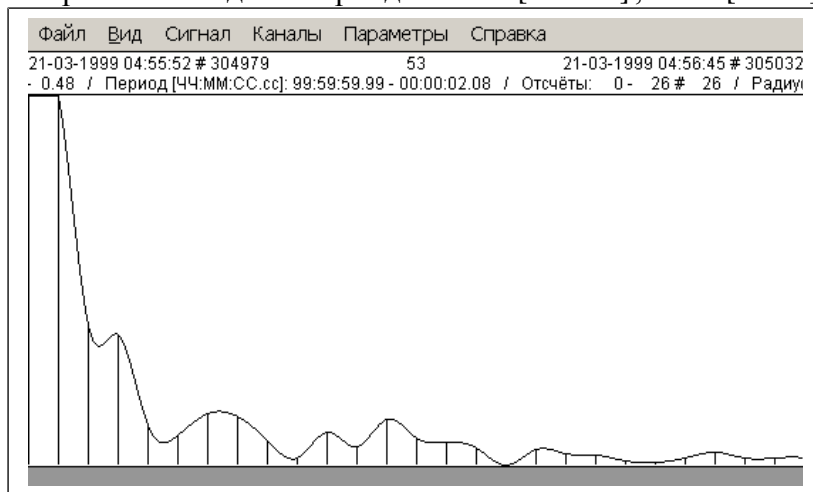 Файл Вид Сигнал Каналы Параметры Справка
21-03-1999 04:55:52 # 304979 53 21-03-1999 04:56:45 # 305032
- 0.48 / Период [ЧЧ:ММ:СС.сс]: 99:59:59.99 - 00:00:02.08 / Отсчёты: 0 - 26 # 26 /